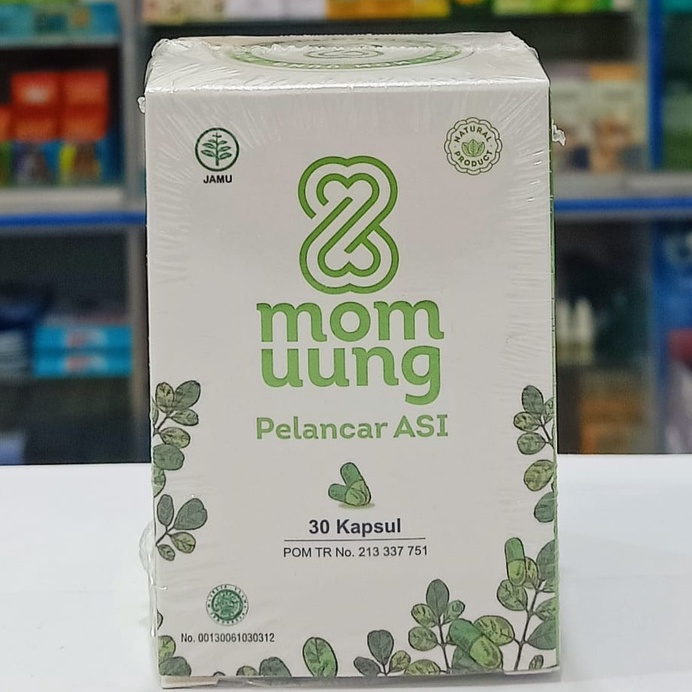 JAMU
NATURAL
PRODUCT
mom
uung
Pelancar ASI
30 Kapsul
POM TR No. 213 337 751
No. 00130061030312